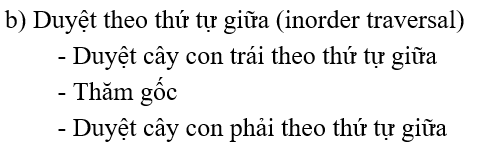 b) Duyệt theo thứ tự giữa (inorder traversal)
- Duyệt cây con trái theo thứ tự giữa
- Thăm gốc
- Duyệt cây con phải theo thứ tự giữa